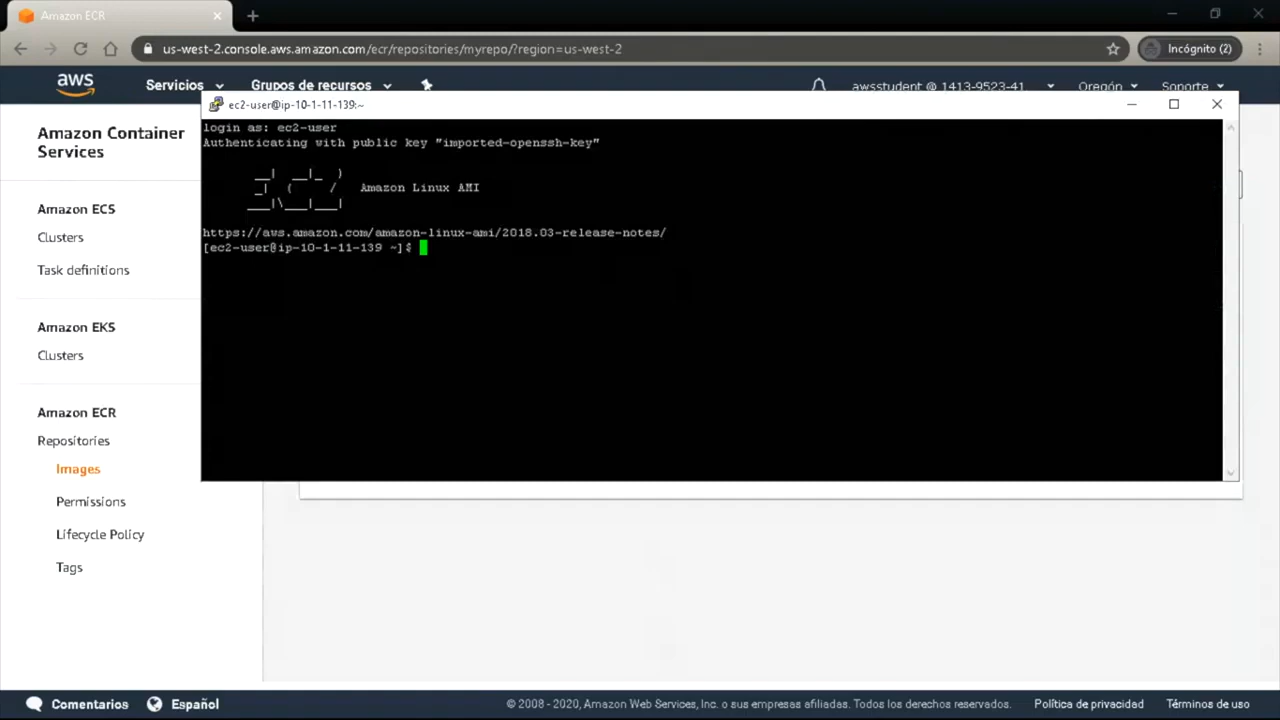 Amazon ECR
us-west-2.console.aws.amazon.com/ecr/repositories/myrepo/?region=us-west-2
Incógnito (2)
aws
Servicios
Grupos de recursos
awsstudent @ 1413-9523-41
Oregón
Soporte
ec2-user@ip-10-1-11-139:~
login as: ec2-user
Authenticating with public key "imported-openssh-key"
__| __|_ )
_| ( / Amazon Linux AMI
___|\___|___|
https://aws.amazon.com/amazon-linux-ami/2018.03-release-notes/
[ec2-user@ip-10-1-11-139 ~]$
Amazon Container
Services
Amazon ECS
Clusters
Task definitions
Amazon EKS
Clusters
Amazon ECR
Repositories
Images
Permissions
Lifecycle Policy
Tags
Comentarios
Español
© 2008 - 2020, Amazon Web Services, Inc. o sus empresas afiliadas. Todos los derechos reservados.
Política de privacidad
Términos de uso